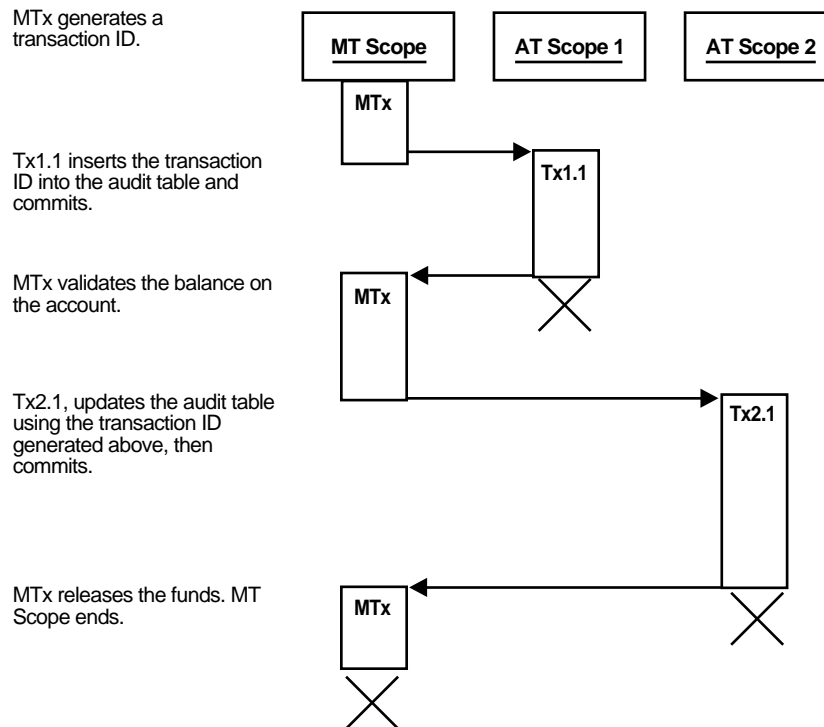 MTx generates a
transaction ID.
MT Scope
AT Scope 1
AT Scope 2
MTx
Tx1.1 inserts the transaction
ID into the audit table and
commits.
Tx1.1
MTx validates the balance on
the account.
MTx
Tx2.1, updates the audit table
using the transaction ID
generated above, then
commits.
Tx2.1
MTx releases the funds. MT
Scope ends.
MTx